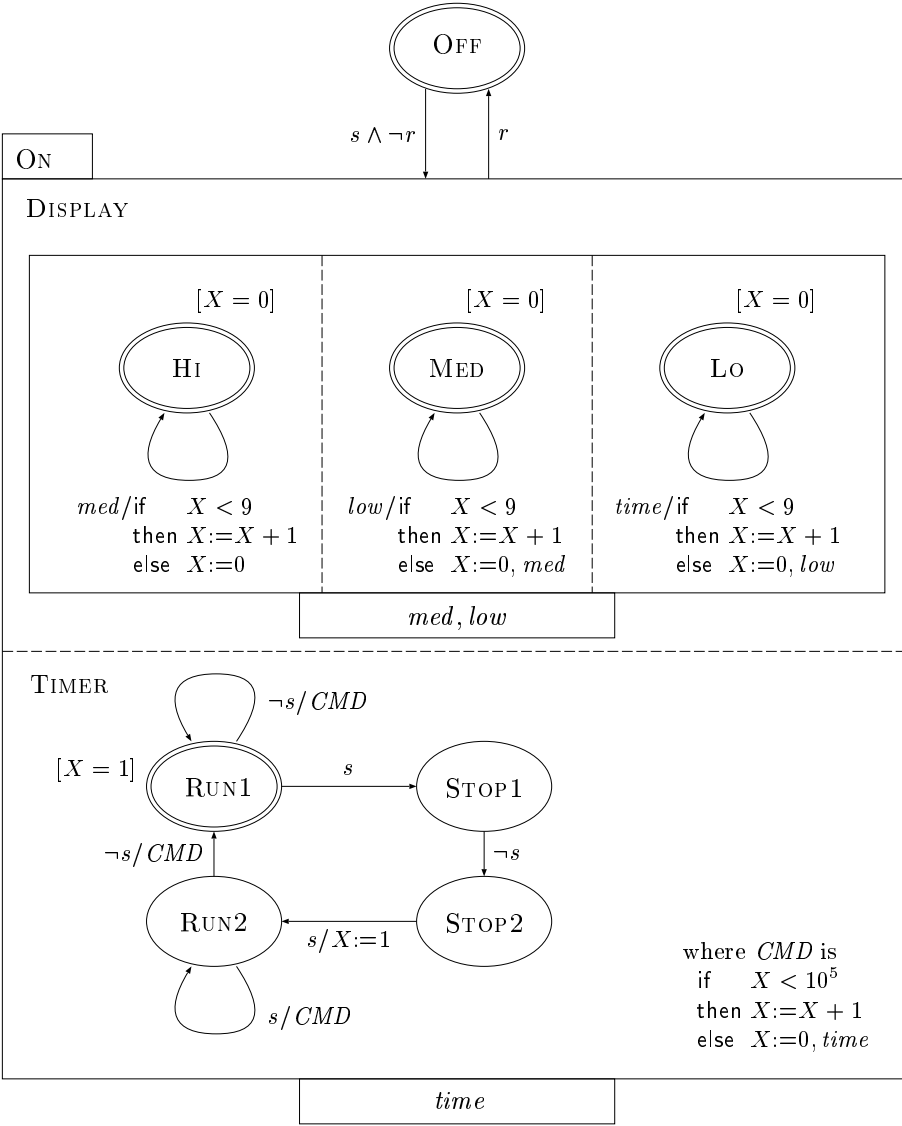 OFF
s ∧ ¬r
r
ON
DISPLAY
[X = 0]
[X = 0]
[X = 0]
HI
MED
LO
med/if X < 9
then X:=X + 1
else X:=0
low/if X < 9
then X:=X + 1
else X:=0, med
time/if X < 9
then X:=X + 1
else X:=0, low
med, low
TIMER
¬s/CMD
[X = 1]
RUN1
s
STOP1
¬s/CMD
¬s
RUN2
s/X:=1
STOP2
s/CMD
where CMD is
if X < 10⁵
then X:=X + 1
else X:=0, time
time